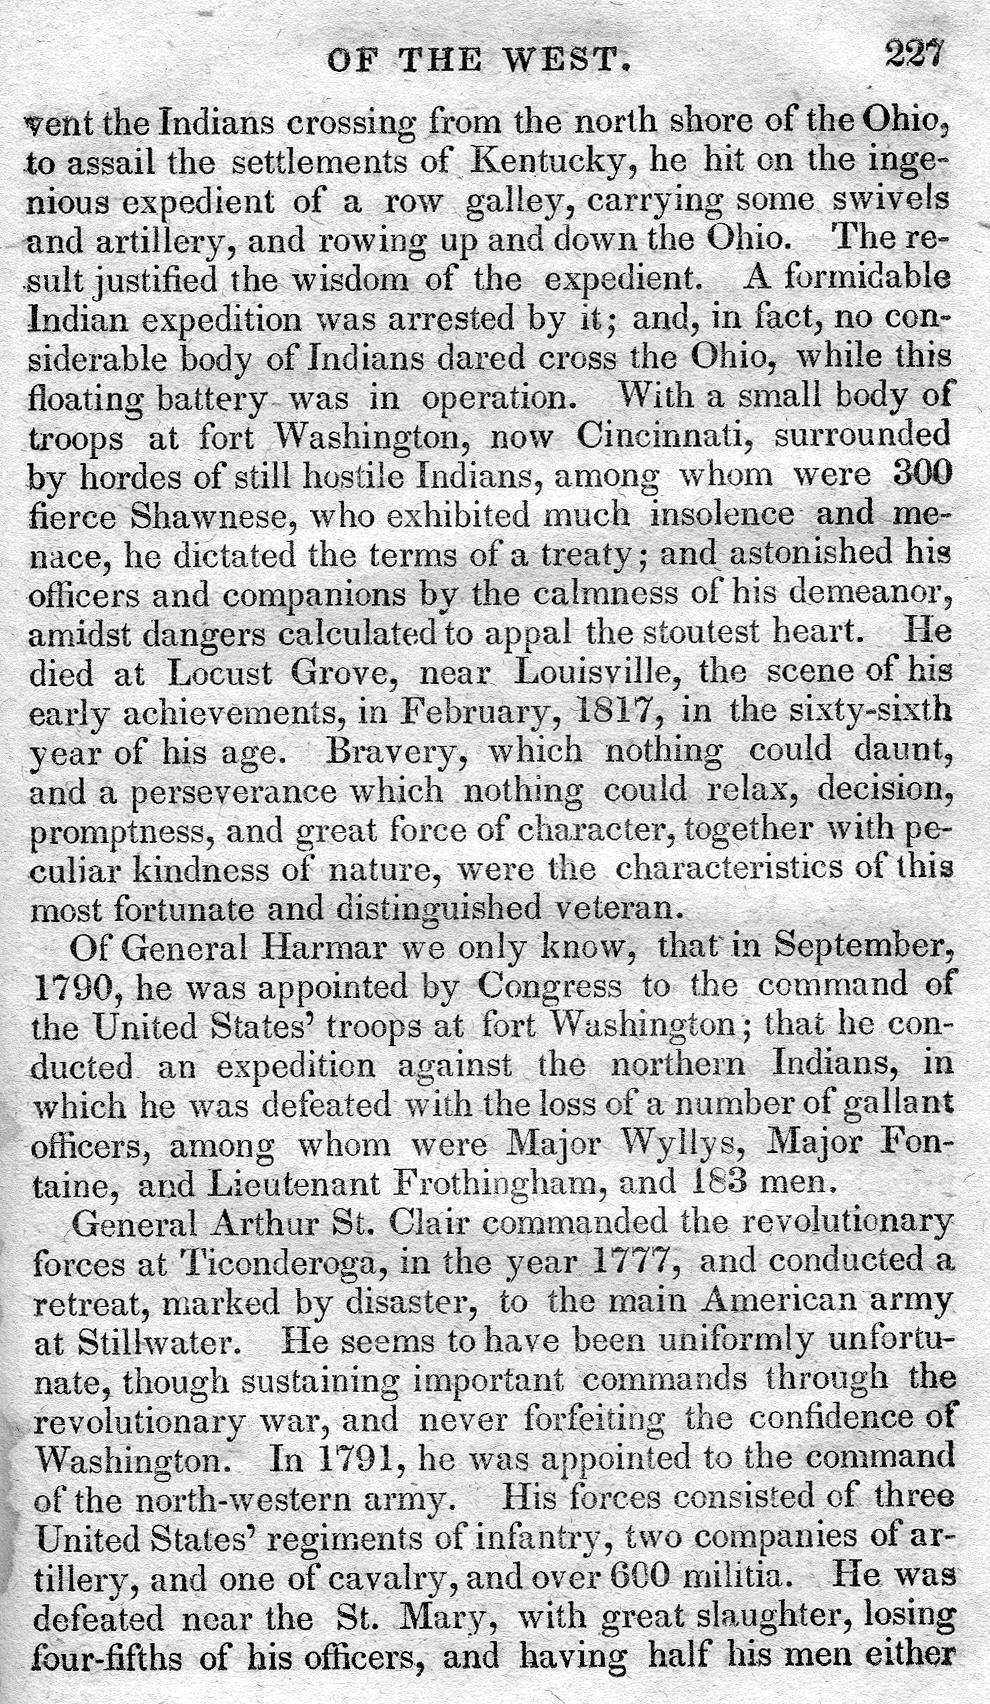 OF THE WEST. 227
vent the Indians crossing from the north shore of the Ohio,
to assail the settlements of Kentucky, he hit on the inge-
nious expedient of a row galley, carrying some swivels
and artillery, and rowing up and down the Ohio. The re-
sult justified the wisdom of the expedient. A formidable
Indian expedition was arrested by it; and, in fact, no con-
siderable body of Indians dared cross the Ohio, while this
floating battery was in operation. With a small body of
troops at fort Washington, now Cincinnati, surrounded
by hordes of still hostile Indians, among whom were 300
fierce Shawnese, who exhibited much insolence and me-
nace, he dictated the terms of a treaty; and astonished his
officers and companions by the calmness of his demeanor,
amidst dangers calculated to appal the stoutest heart. He
died at Locust Grove, near Louisville, the scene of his
early achievements, in February, 1817, in the sixty-sixth
year of his age. Bravery, which nothing could daunt,
and a perseverance which nothing could relax, decision,
promptness, and great force of character, together with pe-
culiar kindness of nature, were the characteristics of this
most fortunate and distinguished veteran.
Of General Harmar we only know, that in September,
1790, he was appointed by Congress to the command of
the United States' troops at fort Washington; that he con-
ducted an expedition against the northern Indians, in
which he was defeated with the loss of a number of gallant
officers, among whom were Major Wyllys, Major Fon-
taine, and Lieutenant Frothingham, and 183 men.
General Arthur St. Clair commanded the revolutionary
forces at Ticonderoga, in the year 1777, and conducted a
retreat, marked by disaster, to the main American army
at Stillwater. He seems to have been uniformly unfortu-
nate, though sustaining important commands through the
revolutionary war, and never forfeiting the confidence of
Washington. In 1791, he was appointed to the command
of the north-western army. His forces consisted of three
United States' regiments of infantry, two companies of ar-
tillery, and one of cavalry, and over 600 militia. He was
defeated near the St. Mary, with great slaughter, losing
four-fifths of his officers, and having half his men either